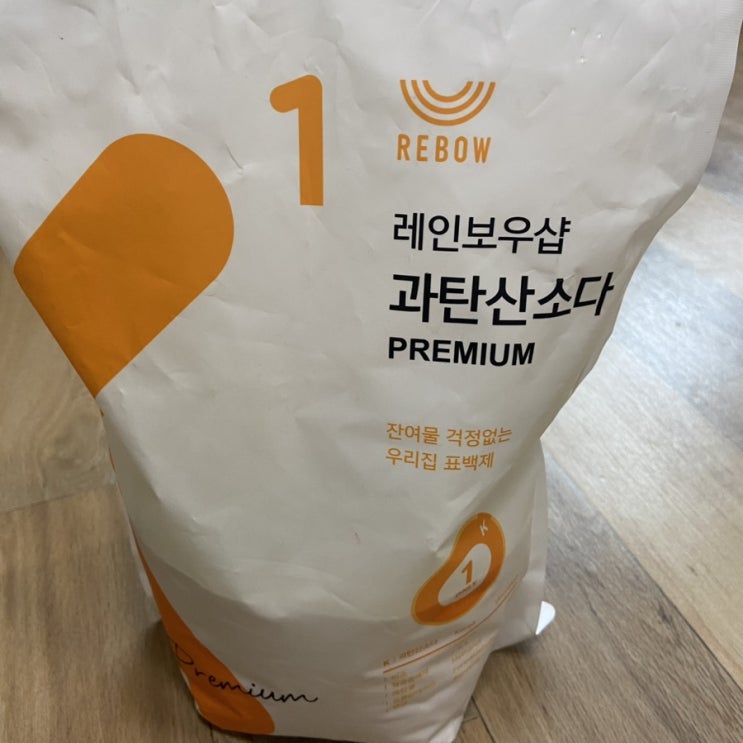 1
REBOW
레인보우샵
과탄산소다
PREMIUM
잔여물 걱정없는
우리집 표백제
K
1
Premium